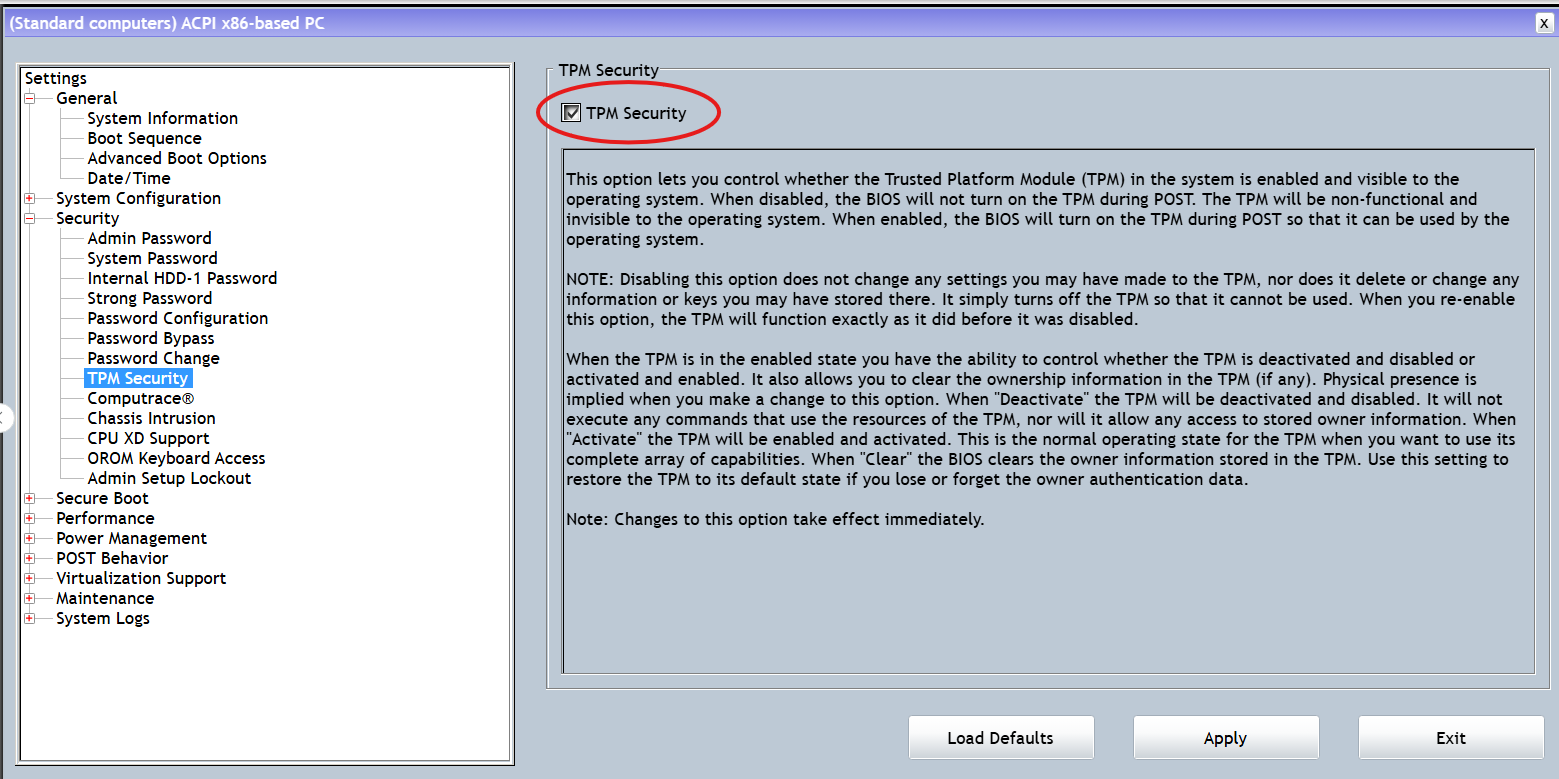 (Standard computers) ACPI x86-based PC
X
Settings
General
System Information
Boot Sequence
Advanced Boot Options
Date/Time
System Configuration
Security
Admin Password
System Password
Internal HDD-1 Password
Strong Password
Password Configuration
Password Bypass
Password Change
TPM Security
Computrace®
Chassis Intrusion
CPU XD Support
OROM Keyboard Access
Admin Setup Lockout
Secure Boot
Performance
Power Management
POST Behavior
Virtualization Support
Maintenance
System Logs
TPM Security
TPM Security
This option lets you control whether the Trusted Platform Module (TPM) in the system is enabled and visible to the
operating system. When disabled, the BIOS will not turn on the TPM during POST. The TPM will be non-functional and
invisible to the operating system. When enabled, the BIOS will turn on the TPM during POST so that it can be used by the
operating system.
NOTE: Disabling this option does not change any settings you may have made to the TPM, nor does it delete or change any
information or keys you may have stored there. It simply turns off the TPM so that it cannot be used. When you re-enable
this option, the TPM will function exactly as it did before it was disabled.
When the TPM is in the enabled state you have the ability to control whether the TPM is deactivated and disabled or
activated and enabled. It also allows you to clear the ownership information in the TPM (if any). Physical presence is
implied when you make a change to this option. When "Deactivate" the TPM will be deactivated and disabled. It will not
execute any commands that use the resources of the TPM, nor will it allow any access to stored owner information. When
"Activate" the TPM will be enabled and activated. This is the normal operating state for the TPM when you want to use its
complete array of capabilities. When "Clear" the BIOS clears the owner information stored in the TPM. Use this setting to
restore the TPM to its default state if you lose or forget the owner authentication data.
Note: Changes to this option take effect immediately.
Load Defaults
Apply
Exit